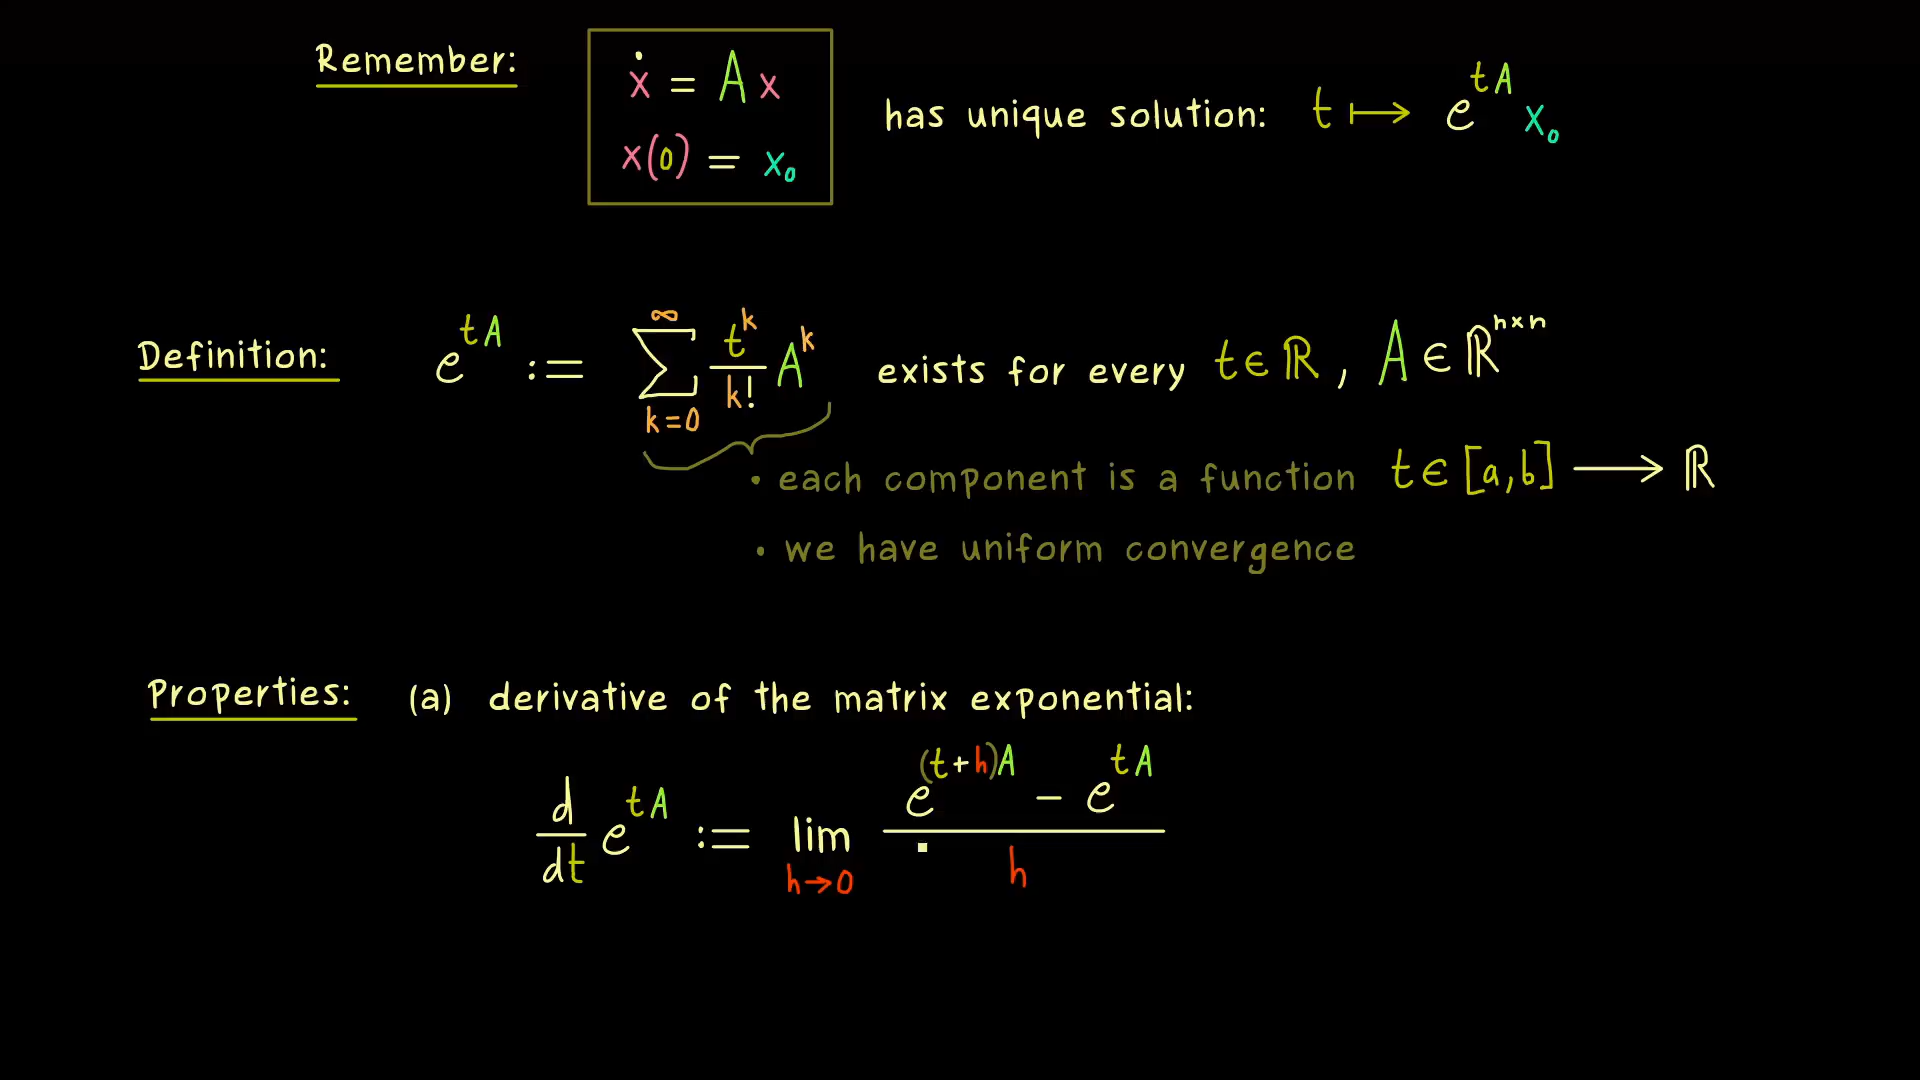 Remember: ẋ = A x
x(0) = x₀
has unique solution: t ⟼ e^{tA} x₀
Definition: e^{tA} := ∑_{k=0}^{∞} t^k/k! A^k exists for every t ∈ ℝ, A ∈ ℝ^{n×n}
• each component is a function t ∈ [a,b] ⟶ ℝ
• we have uniform convergence
Properties: (a) derivative of the matrix exponential:
d/dt e^{tA} := lim_{h→0} (e^{(t+h)A} − e^{tA})/h